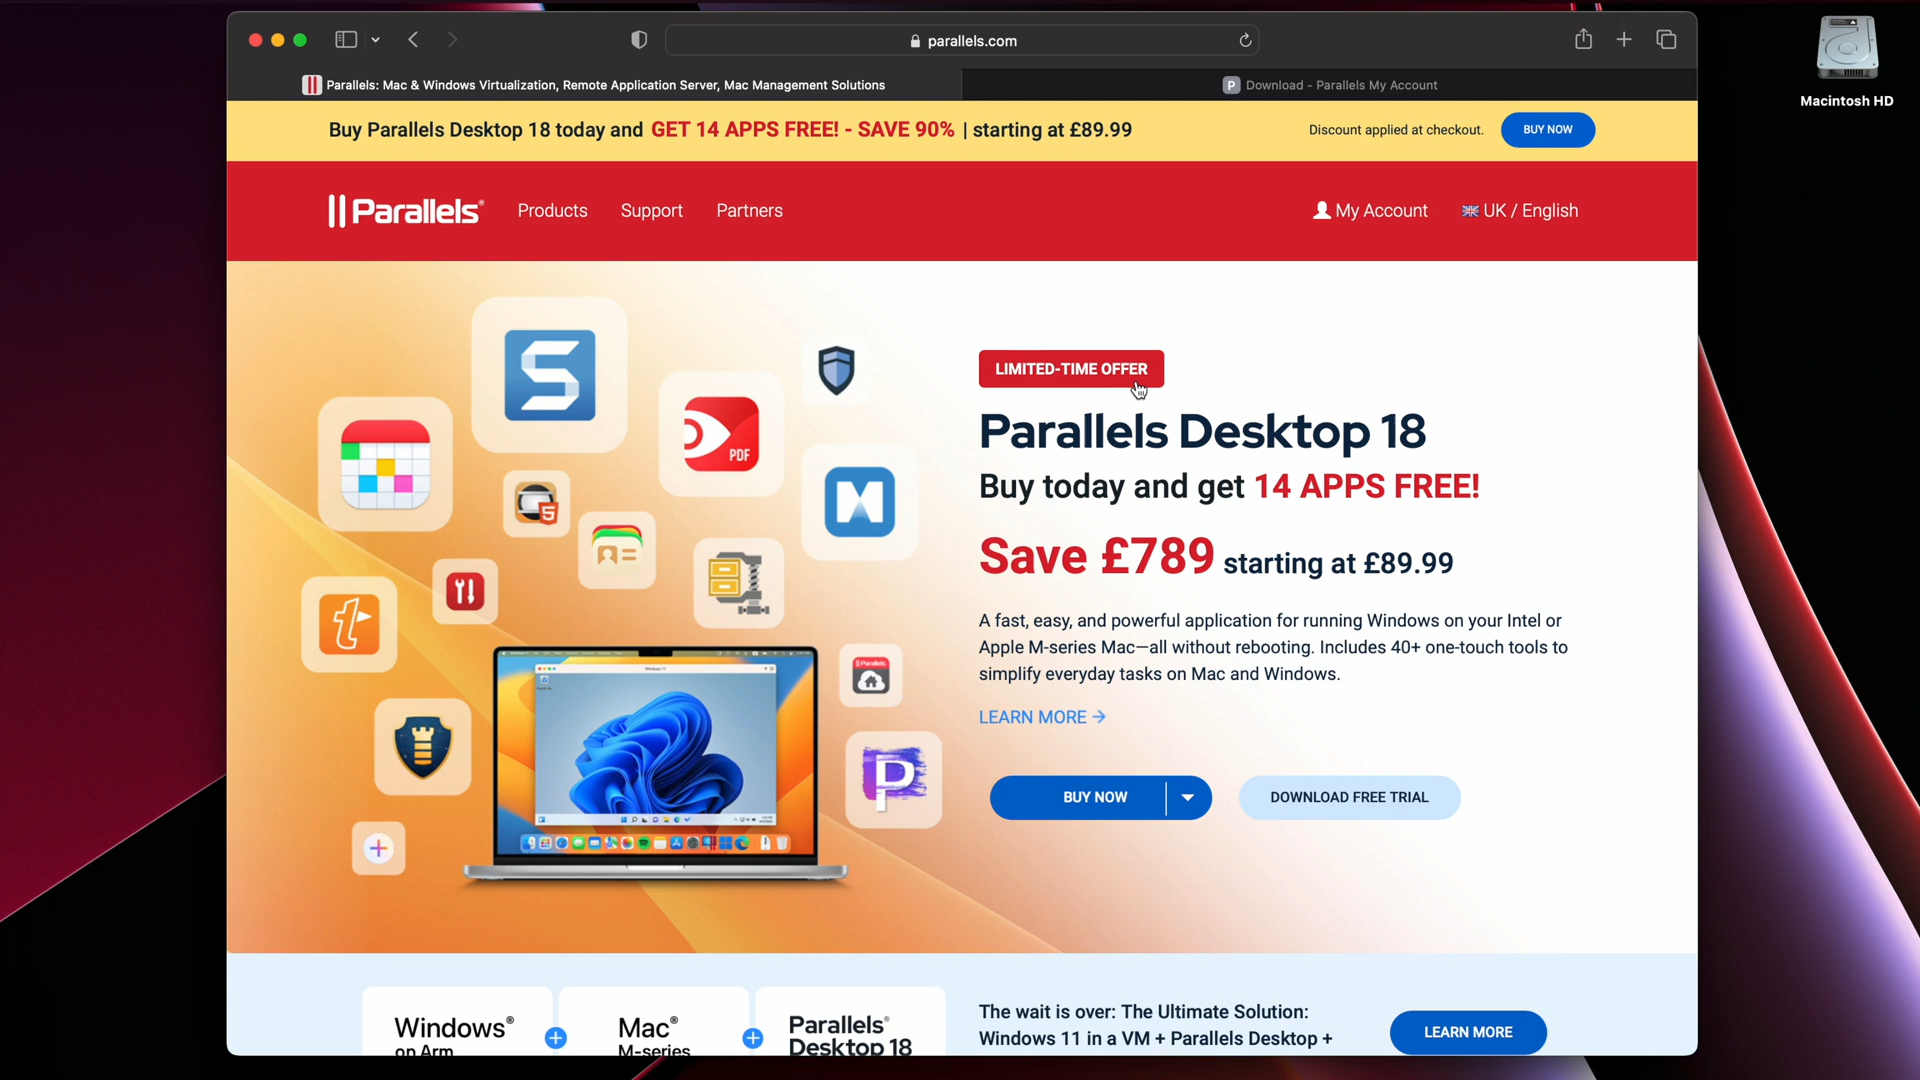 parallels.com
Parallels: Mac & Windows Virtualization, Remote Application Server, Mac Management Solutions
P Download - Parallels My Account
Macintosh HD
Buy Parallels Desktop 18 today and GET 14 APPS FREE! - SAVE 90% | starting at £89.99
Discount applied at checkout.
BUY NOW
Parallels®
Products
Support
Partners
My Account
UK / English
S
PDF
5
t
Parallels
P
LIMITED-TIME OFFER
Parallels Desktop 18
Buy today and get 14 APPS FREE!
Save £789 starting at £89.99
A fast, easy, and powerful application for running Windows on your Intel or
Apple M-series Mac—all without rebooting. Includes 40+ one-touch tools to
simplify everyday tasks on Mac and Windows.
LEARN MORE →
BUY NOW
DOWNLOAD FREE TRIAL
Windows®
on Arm
Mac®
M-series
Parallels®
Desktop 18
The wait is over: The Ultimate Solution:
Windows 11 in a VM + Parallels Desktop +
LEARN MORE